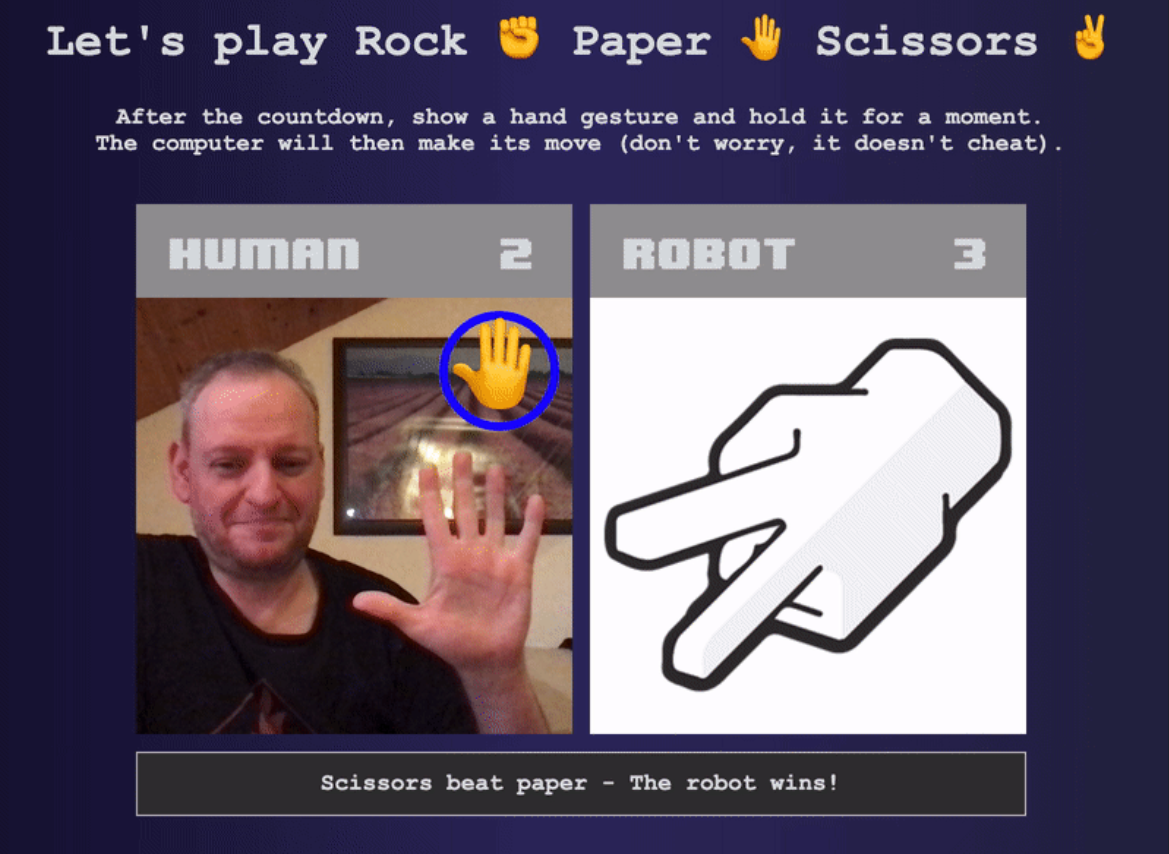 Let's play Rock ✊ Paper 🤚 Scissors ✌
After the countdown, show a hand gesture and hold it for a moment.
The computer will then make its move (don't worry, it doesn't cheat).
HUMAN 2
ROBOT 3
Scissors beat paper - The robot wins!